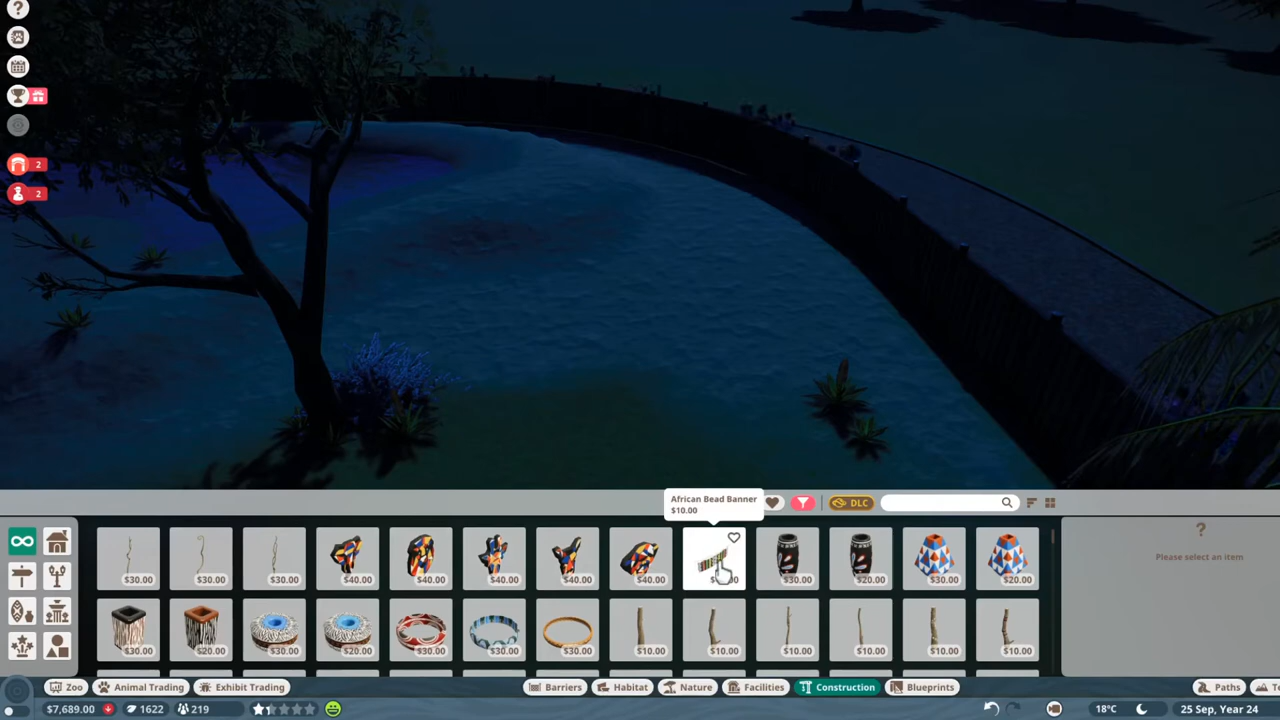 ?
2
2
African Bead Banner
$10.00
DLC
?
Please select an item
$30.00 $30.00 $30.00 $40.00 $40.00 $40.00 $40.00 $40.00 $30.00 $20.00 $30.00 $20.00
$30.00 $20.00 $30.00 $20.00 $30.00 $30.00 $30.00 $10.00 $10.00 $10.00 $10.00 $10.00 $10.00
Zoo Animal Trading Exhibit Trading Barriers Habitat Nature Facilities Construction Blueprints Paths
$7,689.00 1622 219 18°C 25 Sep, Year 24